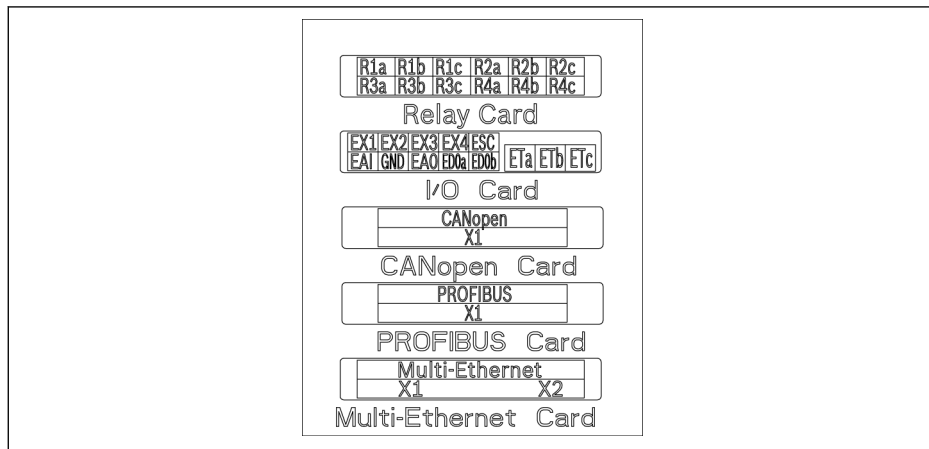 R1a R1b R1c R2a R2b R2c
R3a R3b R3c R4a R4b R4c
Relay Card
EX1 EX2 EX3 EX4 ESC
EAI GND EAO EDOa EDOb ETa ETb ETc
I/O Card
CANopen
X1
CANopen Card
PROFIBUS
X1
PROFIBUS Card
Multi-Ethernet
X1 X2
Multi-Ethernet Card